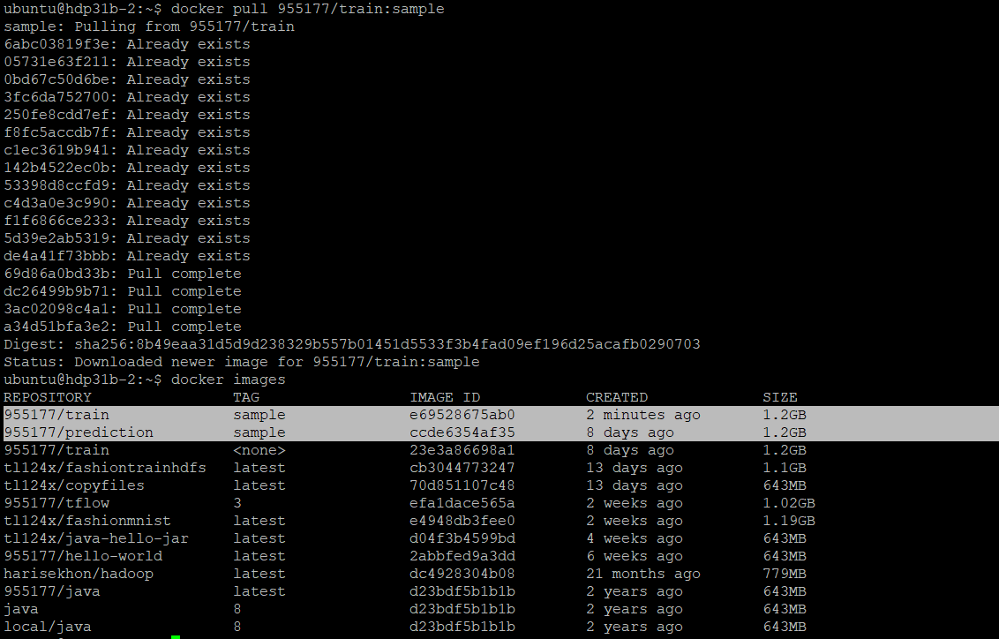 ubuntu@hdp31b-2:~$ docker pull 955177/train:sample
sample: Pulling from 955177/train
6abc03819f3e: Already exists
05731e63f211: Already exists
0bd67c50d6be: Already exists
3fc6da752700: Already exists
250fe8cdd7ef: Already exists
f8fc5accdb7f: Already exists
c1ec3619b941: Already exists
142b4522ec0b: Already exists
53398d8ccfd9: Already exists
c4d3a0e3c990: Already exists
f1f6866ce233: Already exists
5d39e2ab5319: Already exists
de4a41f73bbb: Already exists
69d86a0bd33b: Pull complete
dc26499b9b71: Pull complete
3ac02098c4a1: Pull complete
a34d51bfa3e2: Pull complete
Digest: sha256:8b49eaa31d5d9d238329b557b01451d5533f3b4fad09ef196d25acafb0290703
Status: Downloaded newer image for 955177/train:sample
ubuntu@hdp31b-2:~$ docker images
REPOSITORY TAG IMAGE ID CREATED SIZE
955177/train sample e69528675ab0 2 minutes ago 1.2GB
955177/prediction sample ccde6354af35 8 days ago 1.2GB
955177/train <none> 23e3a86698a1 8 days ago 1.2GB
tl124x/fashiontrainhdfs latest cb3044773247 13 days ago 1.1GB
tl124x/copyfiles latest 70d851107c48 13 days ago 643MB
955177/tflow 3 efa1dace565a 2 weeks ago 1.02GB
tl124x/fashionmnist latest e4948db3fee0 2 weeks ago 1.19GB
tl124x/java-hello-jar latest d04f3b4599bd 4 weeks ago 643MB
955177/hello-world latest 2abbfed9a3dd 6 weeks ago 643MB
harisekhon/hadoop latest dc4928304b08 21 months ago 779MB
955177/java latest d23bdf5b1b1b 2 years ago 643MB
java 8 d23bdf5b1b1b 2 years ago 643MB
local/java 8 d23bdf5b1b1b 2 years ago 643MB